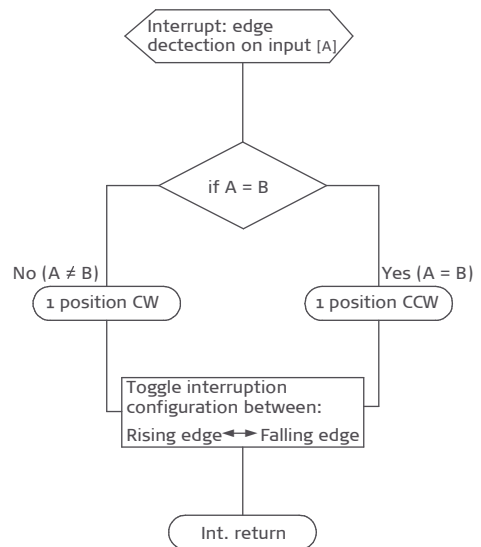 Interrupt: edge
dectection on input [A]
if A = B
No (A ≠ B)
Yes (A = B)
1 position CW
1 position CCW
Toggle interruption
configuration between:
Rising edge ↔ Falling edge
Int. return